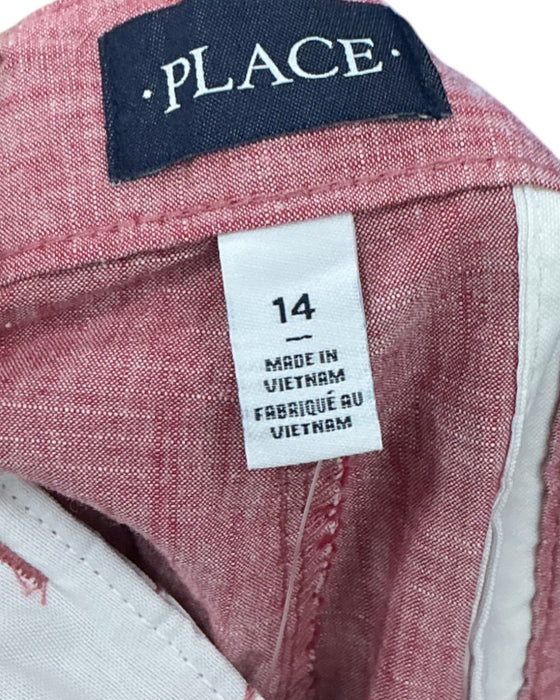 ·PLACE·
14
—
MADE IN
VIETNAM
FABRIQUÉ AU
VIETNAM